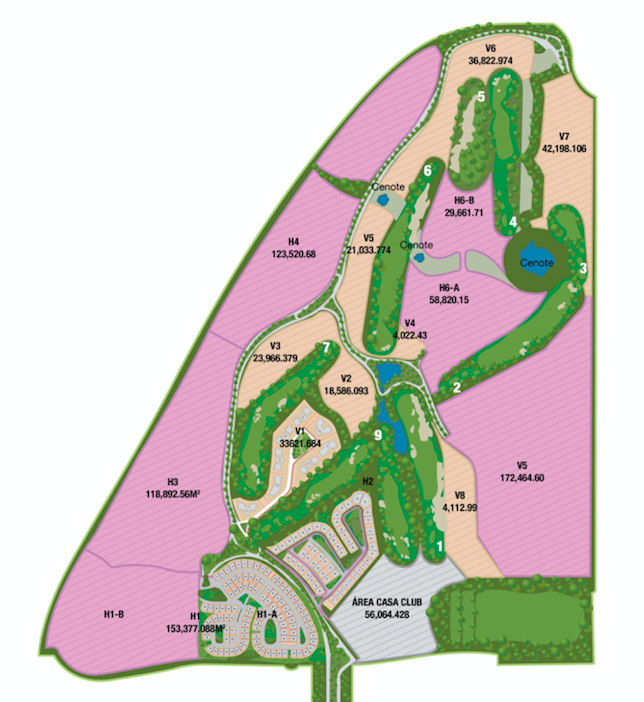 V6
36,822.974
5
V7
42,198.106
6
Cenote
H6-B
29,661.71
4
H4
123,520.68
V5
21,033.774
Cenote
Cenote
3
H6-A
58,820.15
V4
4,022.43
V3
23,966.379
7
V2
18,586.093
2
V1
33621.684
9
H3
118,892.56M²
H2
V8
4,112.99
V5
172,464.60
1
ÁREA CASA CLUB
56,064.428
H1-B
H1
H1-A
153,377.088M²